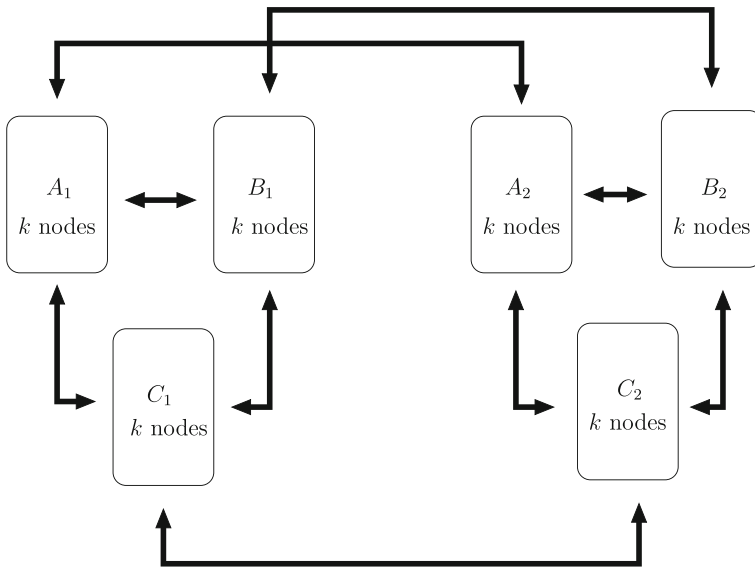 A₁
k nodes
B₁
k nodes
A₂
k nodes
B₂
k nodes
C₁
k nodes
C₂
k nodes